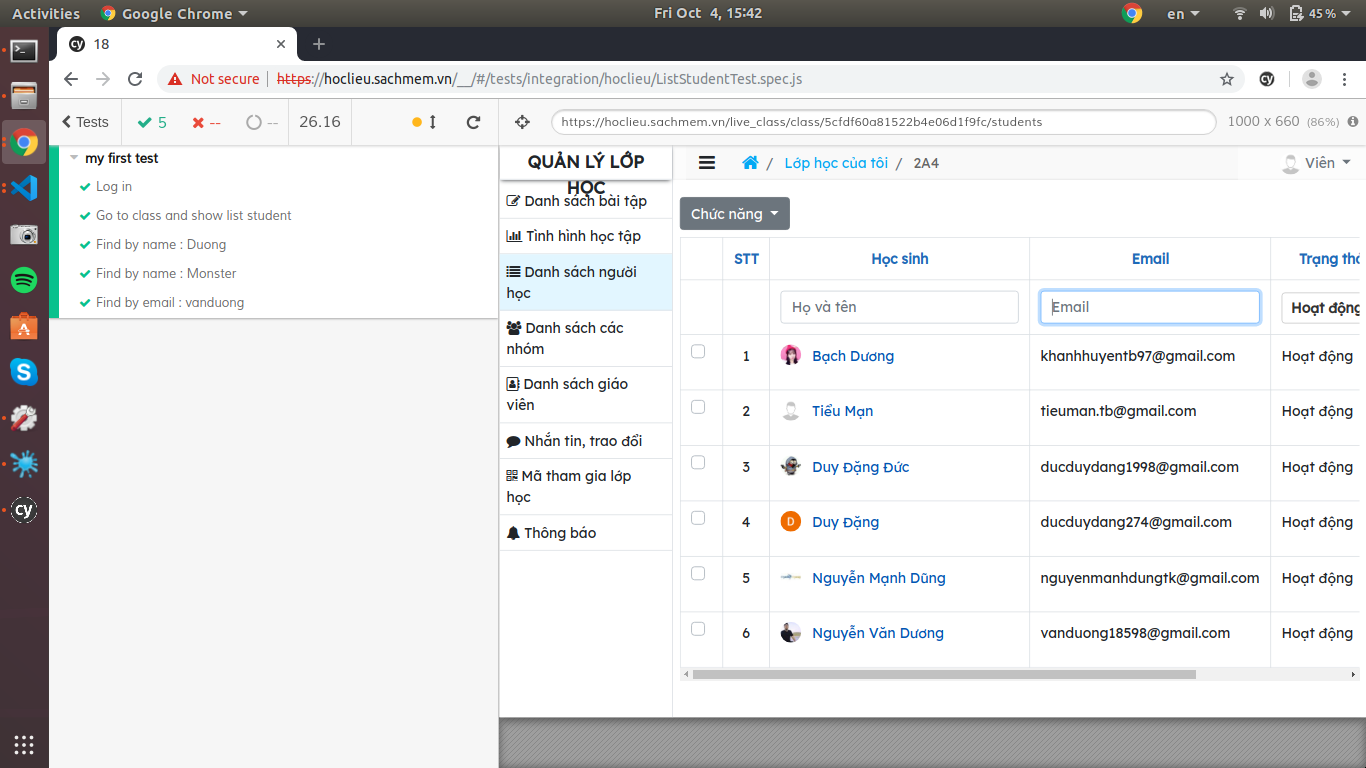 Activities
Google Chrome
Fri Oct 4, 15:42
en
45 %
cy 18
Not secure
https://hoclieu.sachmem.vn/__/#/tests/integration/hoclieu/ListStudentTest.spec.js
cy
Tests
5
--
--
26.16
https://hoclieu.sachmem.vn/live_class/class/5cfdf60a81522b4e06d1f9fc/students
1000 x 660 (86%)
my first test
Log in
Go to class and show list student
Find by name : Duong
Find by name : Monster
Find by email : vanduong
cy
QUẢN LÝ LỚP
HỌC
Danh sách bài tập
Tình hình học tập
Danh sách người
học
Danh sách các
nhóm
Danh sách giáo
viên
Nhắn tin, trao đổi
Mã tham gia lớp
học
Thông báo
/ Lớp học của tôi / 2A4
Viên
Chức năng
STT Học sinh Email Trạng thá
Họ và tên Email Hoạt động
1 Bạch Dương khanhhuyentb97@gmail.com Hoạt động
2 Tiểu Mạn tieuman.tb@gmail.com Hoạt động
3 Duy Đặng Đức ducduydang1998@gmail.com Hoạt động
4 D Duy Đặng ducduydang274@gmail.com Hoạt động
5 Nguyễn Mạnh Dũng nguyenmanhdungtk@gmail.com Hoạt động
6 Nguyễn Văn Dương vanduong18598@gmail.com Hoạt động